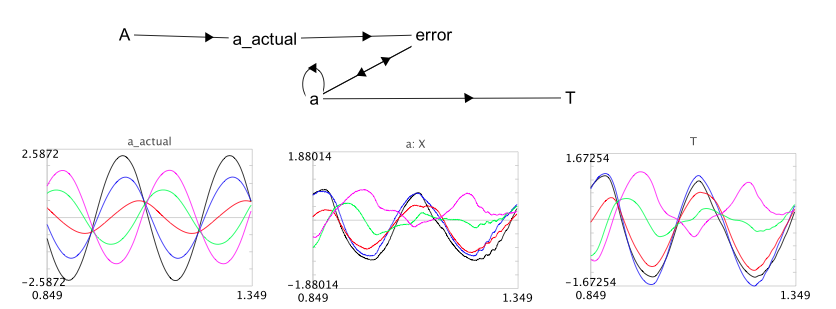 A a_actual error
a T
a_actual a: X T
2.5872 1.88014 1.67254
−2.5872 −1.88014 −1.67254
0.849 1.349 0.849 1.349 0.849 1.349